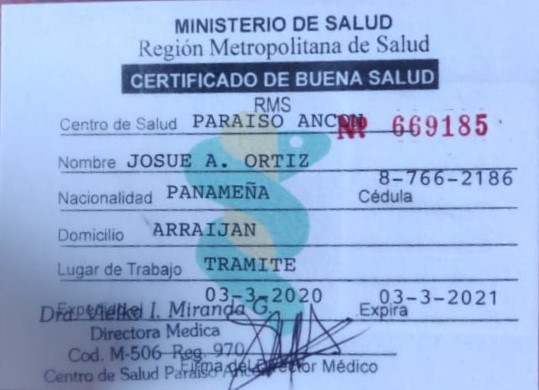 MINISTERIO DE SALUD
Región Metropolitana de Salud
CERTIFICADO DE BUENA SALUD
RMS
Centro de Salud PARAISO ANCON Nº 669185
Nombre JOSUE A. ORTIZ
8-766-2186
Nacionalidad PANAMEÑA Cédula
Domicilio ARRAIJAN
Lugar de Trabajo TRAMITE
03-3-2020 03-3-2021
Expira
Dra. I. Miranda G.
Directora Medica
Cod. M-506 Reg. 970
Firma del Director Médico
Centro de Salud Paraiso